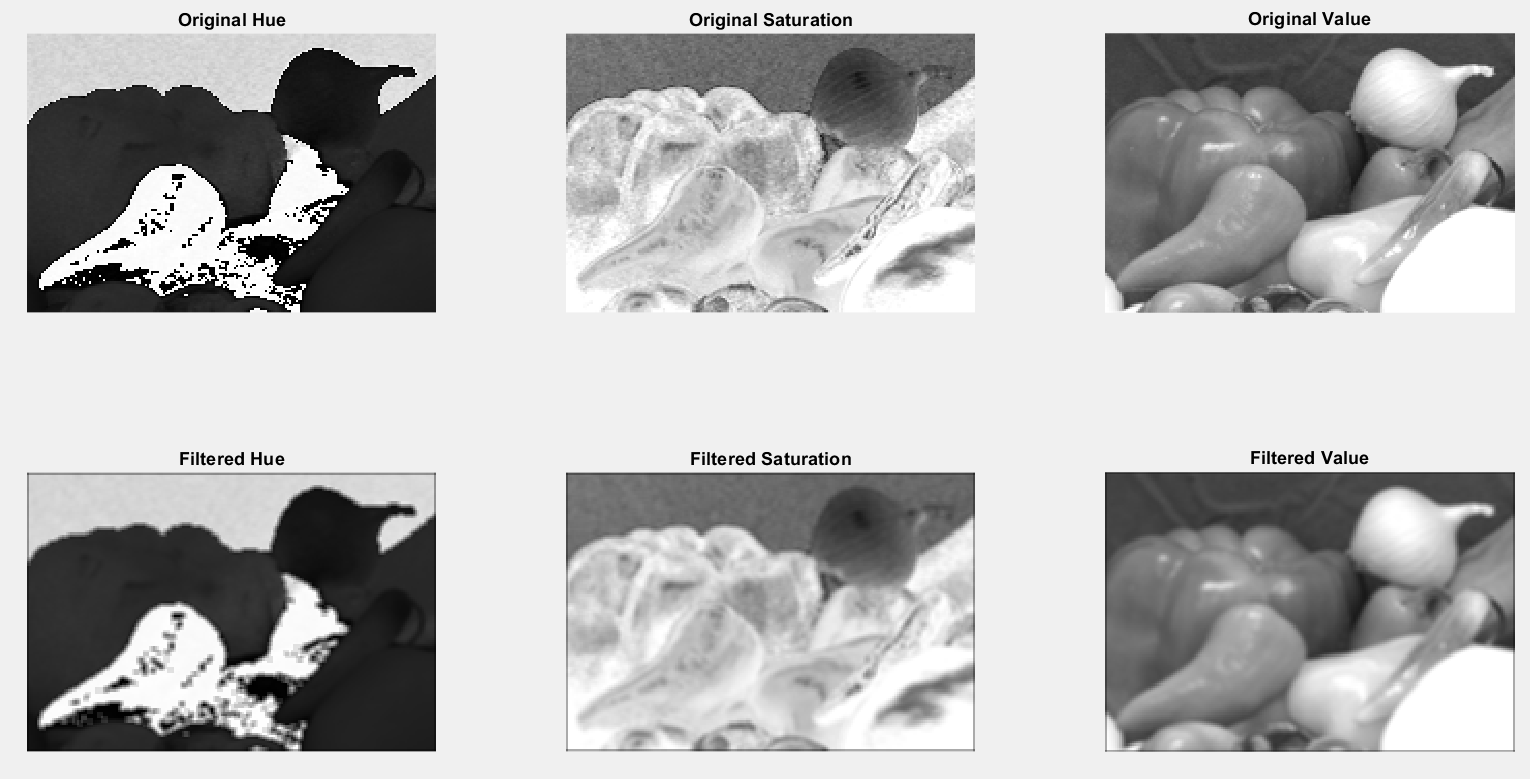 Original Hue
Original Saturation
Original Value
Filtered Hue
Filtered Saturation
Filtered Value